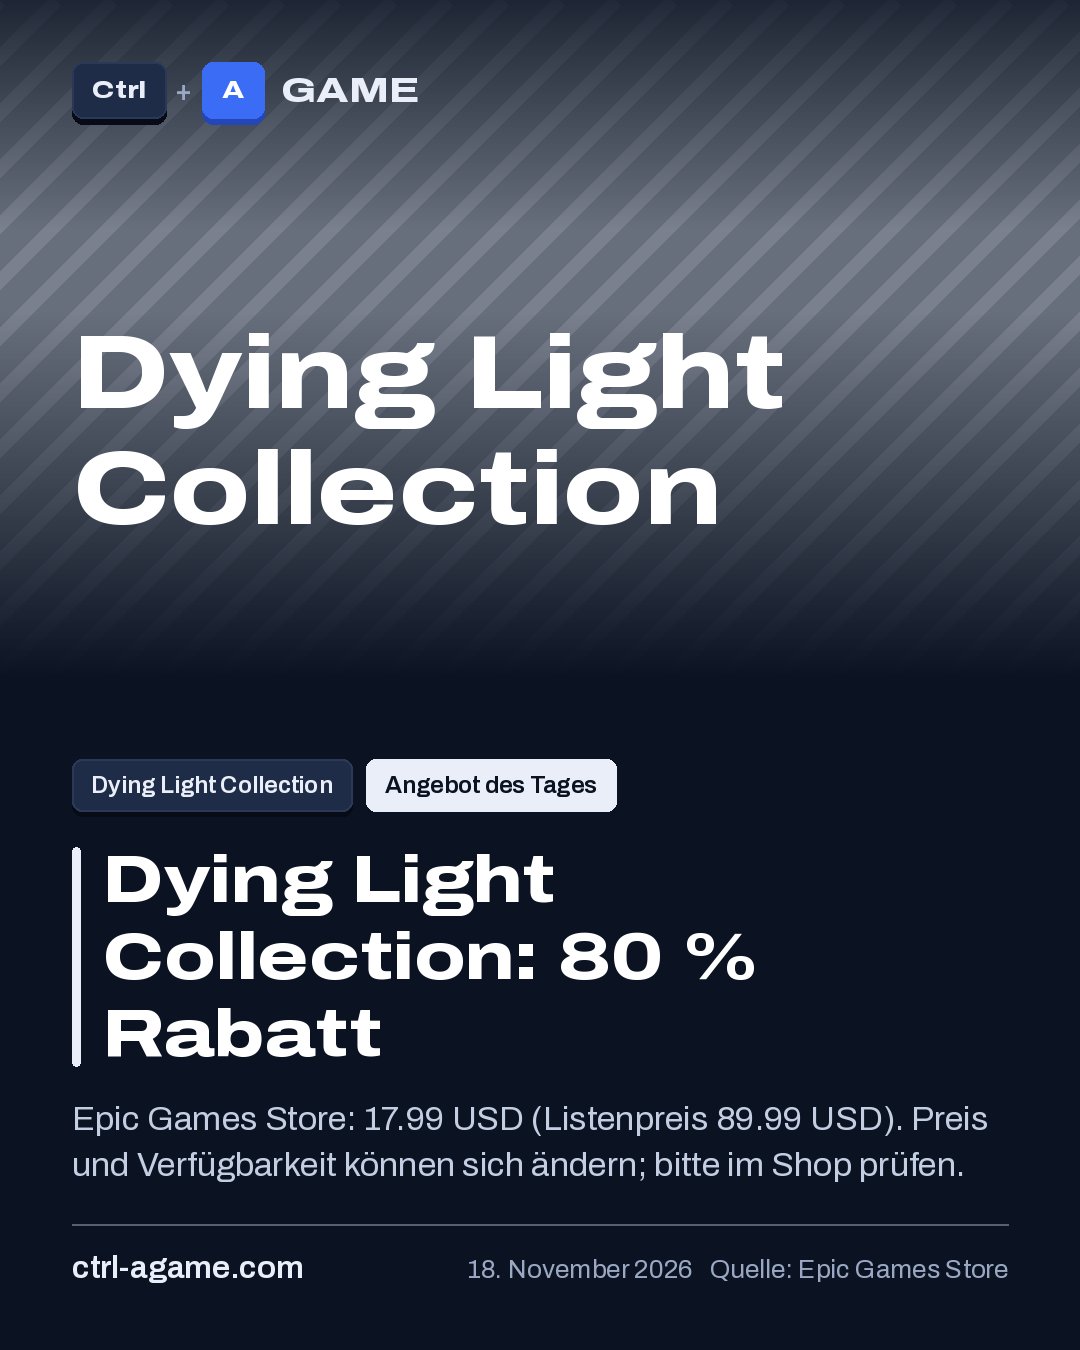 Ctrl + A GAME
Dying Light
Collection
Dying Light Collection
Angebot des Tages
Dying Light
Collection: 80 %
Rabatt
Epic Games Store: 17.99 USD (Listenpreis 89.99 USD). Preis
und Verfügbarkeit können sich ändern; bitte im Shop prüfen.
ctrl-agame.com
18. November 2026 Quelle: Epic Games Store